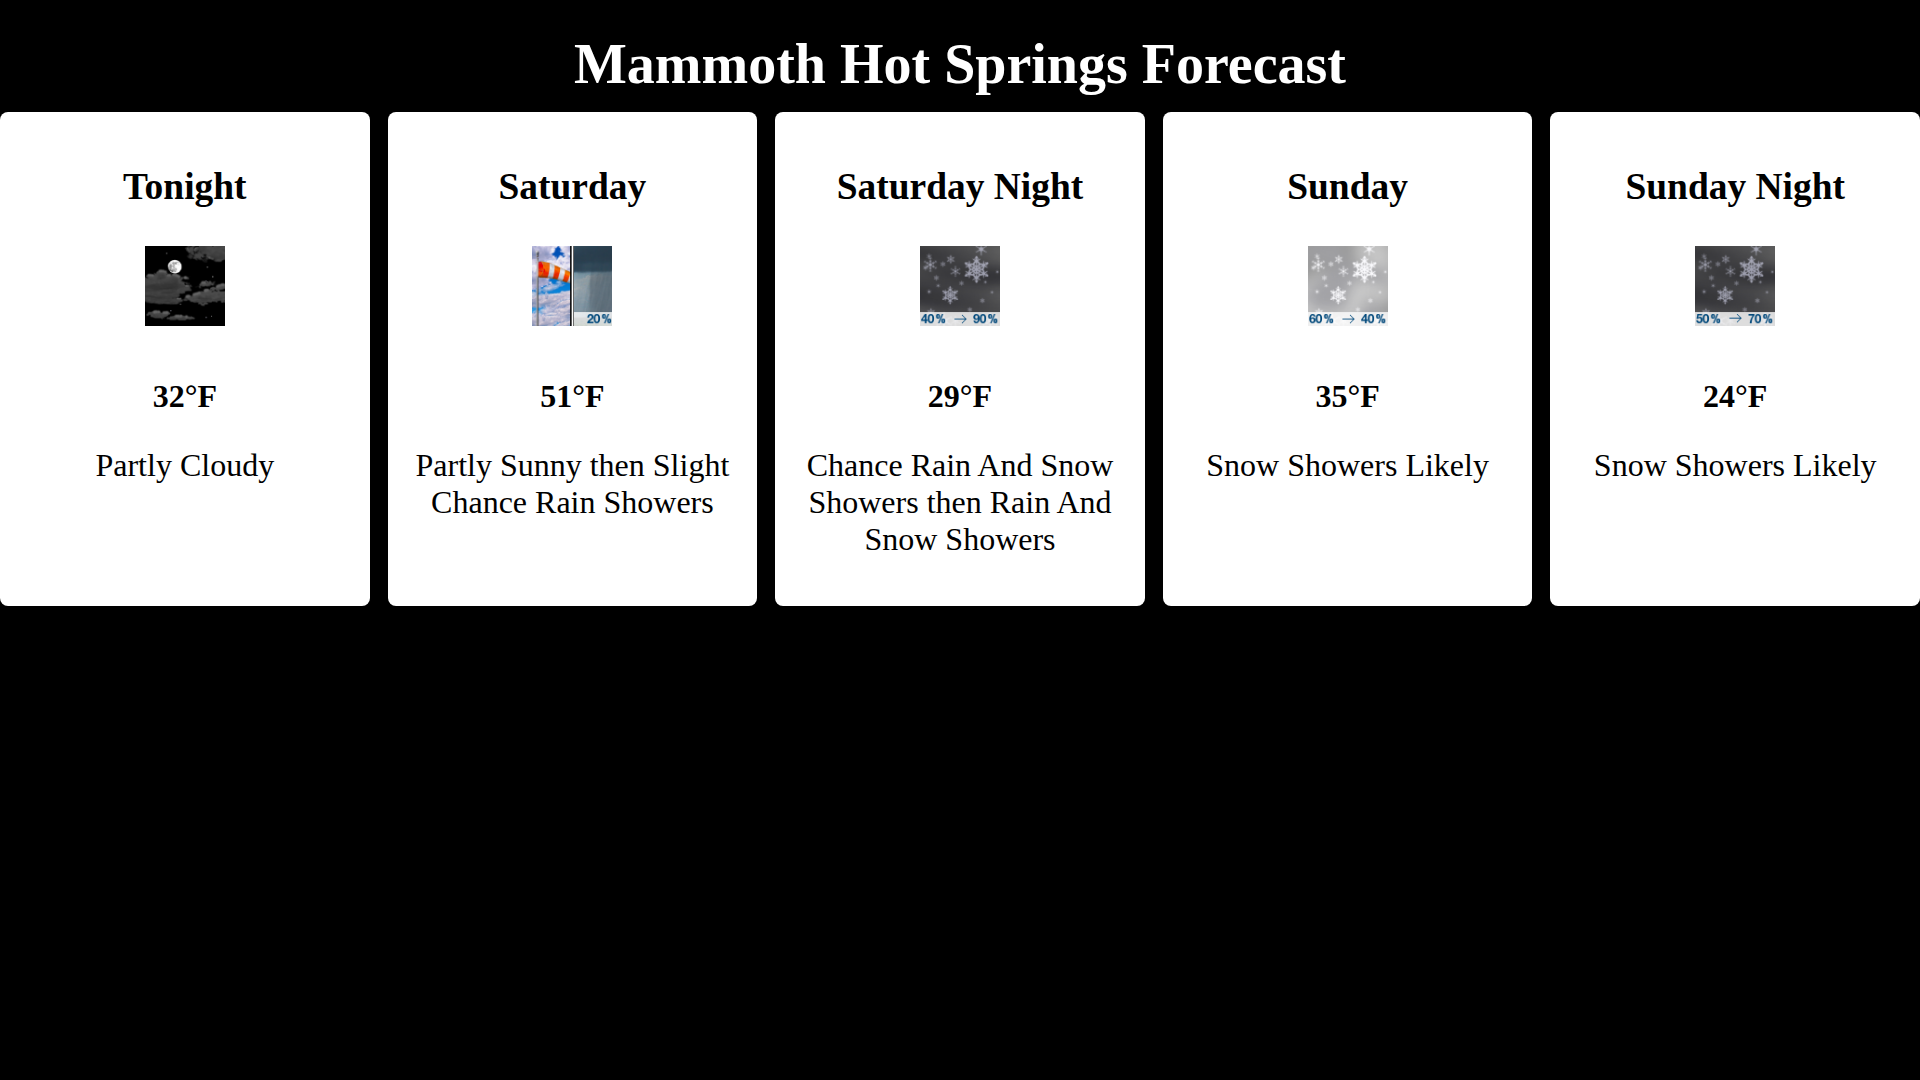 Mammoth Hot Springs Forecast
Tonight
32°F
Partly Cloudy
Saturday
20%
51°F
Partly Sunny then Slight
Chance Rain Showers
Saturday Night
40% → 90%
29°F
Chance Rain And Snow
Showers then Rain And
Snow Showers
Sunday
60% → 40%
35°F
Snow Showers Likely
Sunday Night
50% → 70%
24°F
Snow Showers Likely